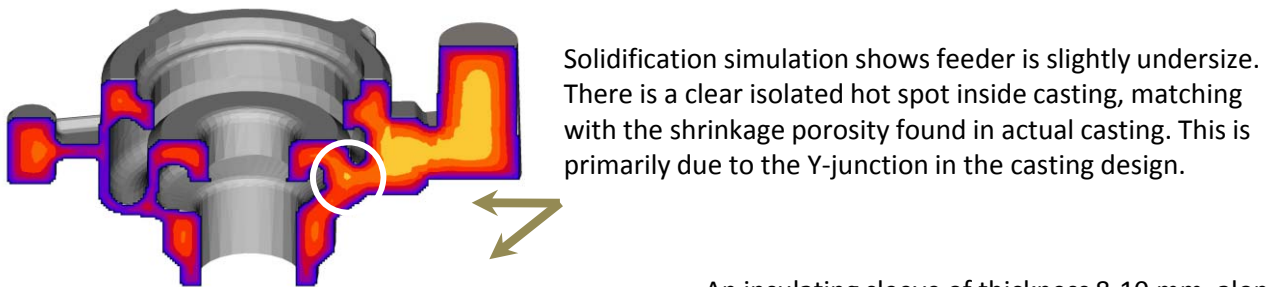 Solidification simulation shows feeder is slightly undersize.
There is a clear isolated hot spot inside casting, matching
with the shrinkage porosity found in actual casting. This is
primarily due to the Y-junction in the casting design.
An insulating sleeve of thickness 8-10 mm, alon